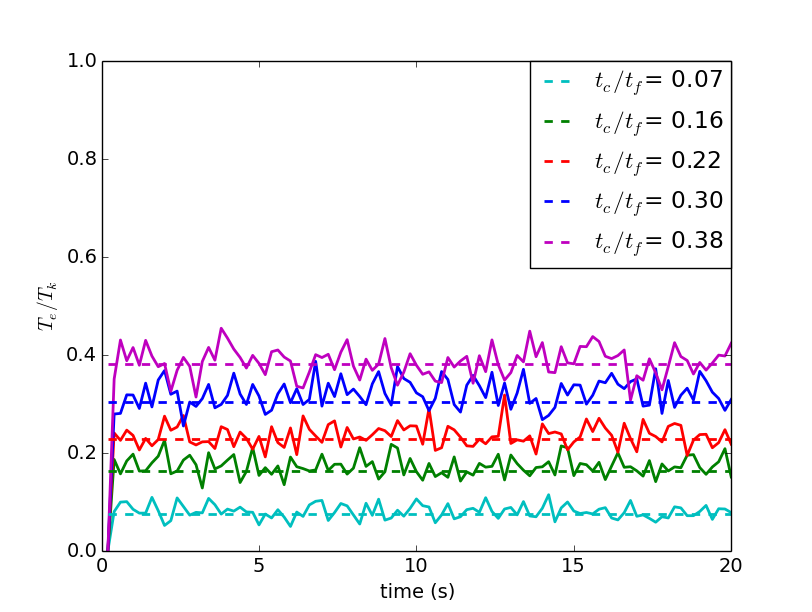 1.0
0.8
0.6
0.4
0.2
0.0
0 5 10 15 20
time (s)
T_e/T_k
t_c/t_f = 0.07
t_c/t_f = 0.16
t_c/t_f = 0.22
t_c/t_f = 0.30
t_c/t_f = 0.38